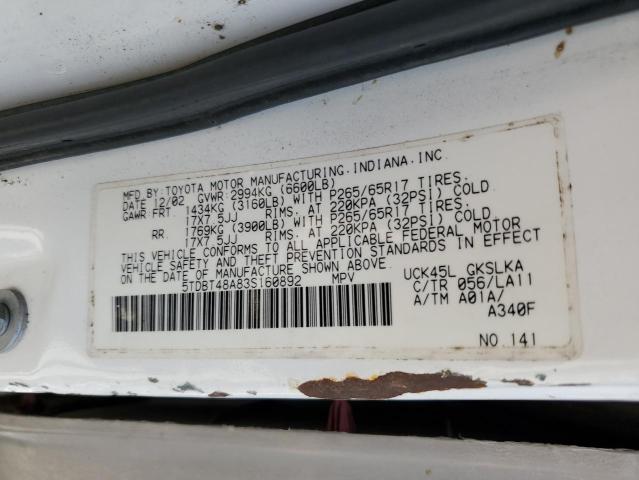 MFD.BY:TOYOTA MOTOR MANUFACTURING.INDIANA.INC.
DATE 12/02 GVWR:2994KG (6600LB)
GAWR:FRT. 1434KG (3160LB) WITH P265/65R17 TIRES.
17X7.5JJ RIMS. AT 220KPA (32PSI) COLD
RR. 1769KG (3900LB) WITH P265/65R17 TIRES.
17X7.5JJ RIMS. AT 220KPA (32PSI) COLD.
THIS VEHICLE CONFORMS TO ALL APPLICABLE FEDERAL MOTOR
VEHICLE SAFETY AND THEFT PREVENTION STANDARDS IN EFFECT
ON THE DATE OF MANUFACTURE SHOWN ABOVE.
5TDBT48A83S160892 MPV
UCK45L GKSLKA
C/TR 056/LA11
A/TM A01A/
A340F
NO.141